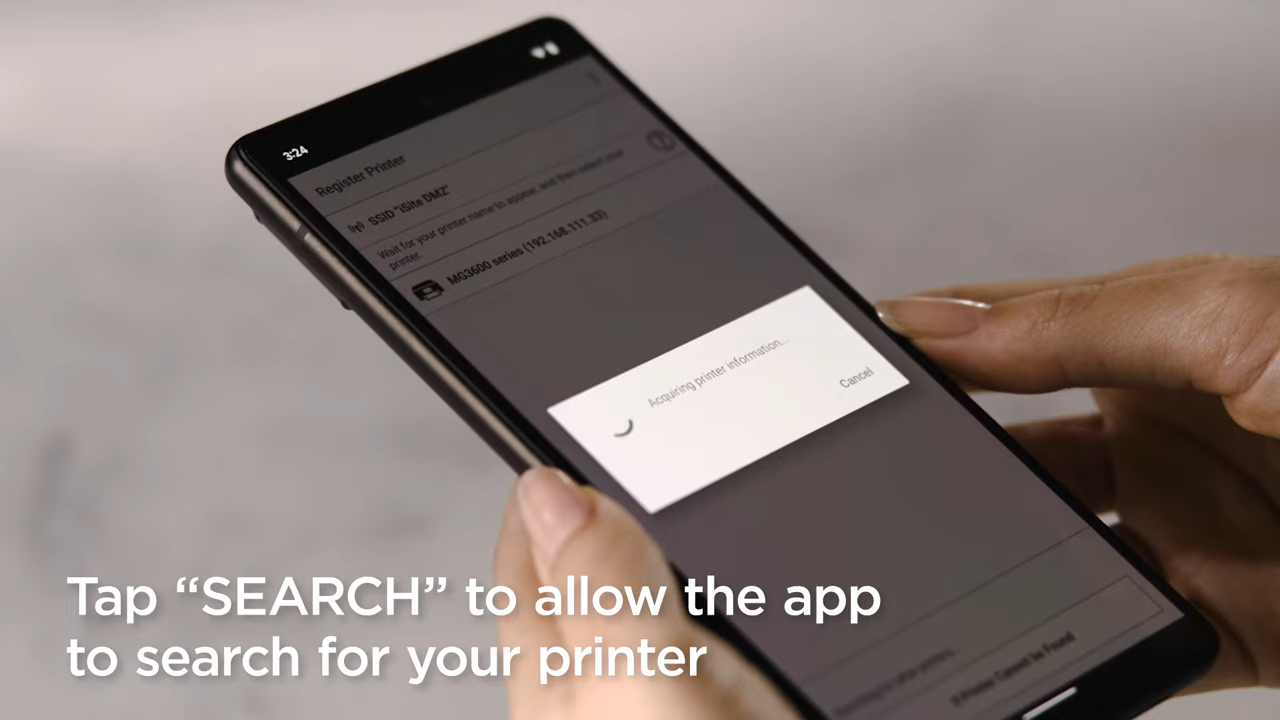 3:24
Register Printer
SSID "iSite DMZ"
Wait for your printer name to appear, and then select your
printer.
MG3600 series (192.168.111.33)
Acquiring printer information...
Cancel
If Printer Cannot be Found
Tap “SEARCH” to allow the app
to search for your printer